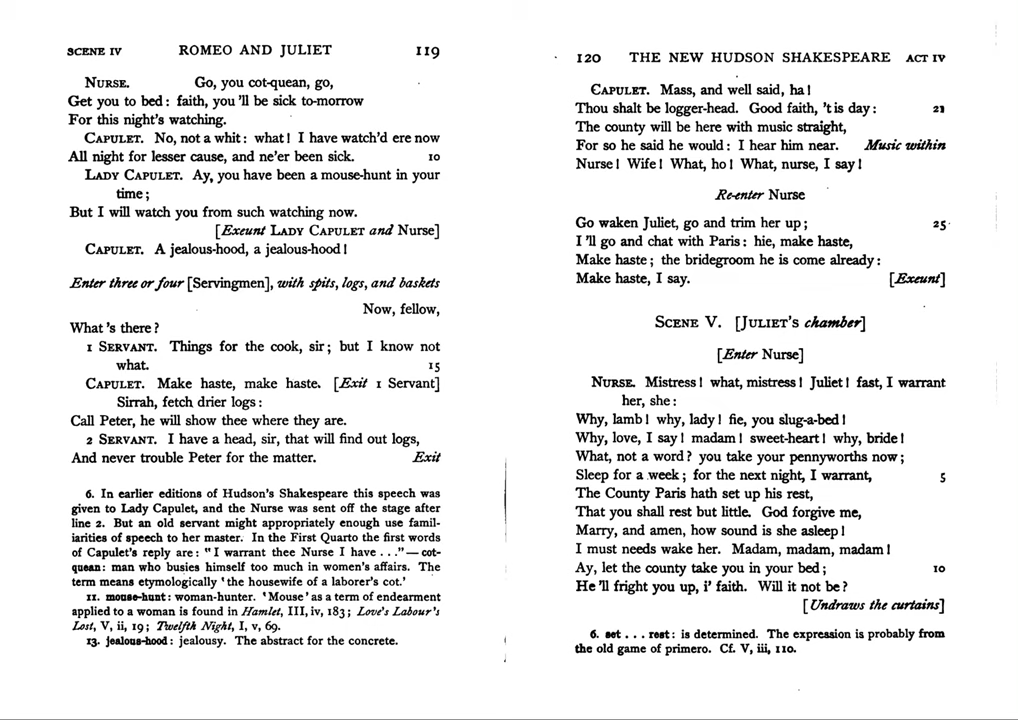 SCENE IV ROMEO AND JULIET 119
NURSE. Go, you cot-quean, go,
Get you to bed: faith, you 'll be sick to-morrow
For this night's watching.
CAPULET. No, not a whit: what! I have watch'd ere now
All night for lesser cause, and ne'er been sick. 10
LADY CAPULET. Ay, you have been a mouse-hunt in your
time;
But I will watch you from such watching now.
[Exeunt LADY CAPULET and Nurse]
CAPULET. A jealous-hood, a jealous-hood!
Enter three or four [Servingmen], with spits, logs, and baskets
Now, fellow,
What 's there?
1 SERVANT. Things for the cook, sir; but I know not
what. 15
CAPULET. Make haste, make haste. [Exit 1 Servant]
Sirrah, fetch drier logs:
Call Peter, he will show thee where they are.
2 SERVANT. I have a head, sir, that will find out logs,
And never trouble Peter for the matter. Exit
6. In earlier editions of Hudson's Shakespeare this speech was
given to Lady Capulet, and the Nurse was sent off the stage after
line 2. But an old servant might appropriately enough use famil-
iarities of speech to her master. In the First Quarto the first words
of Capulet's reply are: "I warrant thee Nurse I have . . ." — cot-
quean: man who busies himself too much in women's affairs. The
term means etymologically 'the housewife of a laborer's cot.'
11. mouse-hunt: woman-hunter. 'Mouse' as a term of endearment
applied to a woman is found in Hamlet, III, iv, 183; Love's Labour's
Lost, V, ii, 19; Twelfth Night, I, v, 69.
13. jealous-hood: jealousy. The abstract for the concrete.
120 THE NEW HUDSON SHAKESPEARE ACT IV
CAPULET. Mass, and well said, ha!
Thou shalt be logger-head. Good faith, 't is day: 21
The county will be here with music straight,
For so he said he would: I hear him near. Music within
Nurse! Wife! What, ho! What, nurse, I say!
Re-enter Nurse
Go waken Juliet, go and trim her up; 25
I 'll go and chat with Paris: hie, make haste,
Make haste; the bridegroom he is come already:
Make haste, I say. [Exeunt]
SCENE V. [JULIET'S chamber]
[Enter Nurse]
NURSE. Mistress! what, mistress! Juliet! fast, I warrant
her, she:
Why, lamb! why, lady! fie, you slug-a-bed!
Why, love, I say! madam! sweet-heart! why, bride!
What, not a word? you take your pennyworths now;
Sleep for a week; for the next night, I warrant, 5
The County Paris hath set up his rest,
That you shall rest but little. God forgive me,
Marry, and amen, how sound is she asleep!
I must needs wake her. Madam, madam, madam!
Ay, let the county take you in your bed; 10
He 'll fright you up, i' faith. Will it not be?
[Undraws the curtains]
6. set . . . rest: is determined. The expression is probably from
the old game of primero. Cf. V, iii, 110.